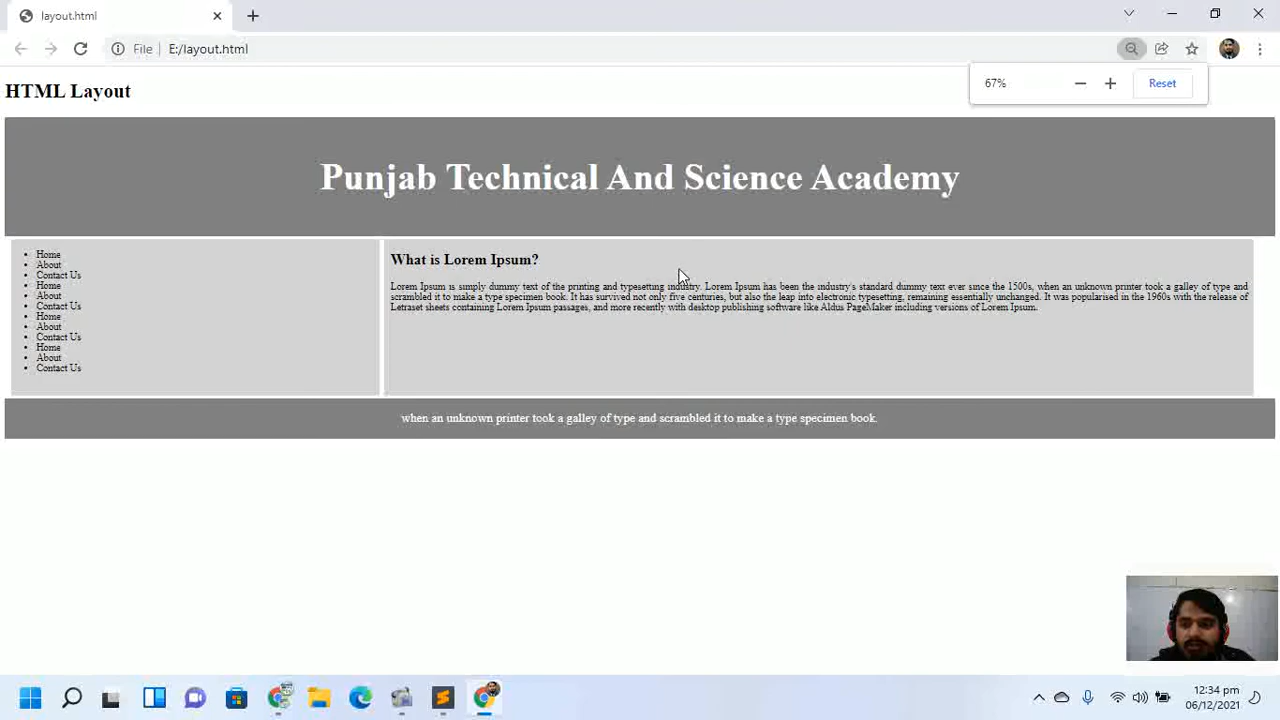 layout.html
File | E:/layout.html
67%
Reset
HTML Layout
Punjab Technical And Science Academy
Home
About
Contact Us
Home
About
Contact Us
Home
About
Contact Us
Home
About
Contact Us
What is Lorem Ipsum?
Lorem Ipsum is simply dummy text of the printing and typesetting industry. Lorem Ipsum has been the industry's standard dummy text ever since the 1500s, when an unknown printer took a galley of type and
scrambled it to make a type specimen book. It has survived not only five centuries, but also the leap into electronic typesetting, remaining essentially unchanged. It was popularised in the 1960s with the release of
Letraset sheets containing Lorem Ipsum passages, and more recently with desktop publishing software like Aldus PageMaker including versions of Lorem Ipsum.
when an unknown printer took a galley of type and scrambled it to make a type specimen book.
12:34 pm
06/12/2021